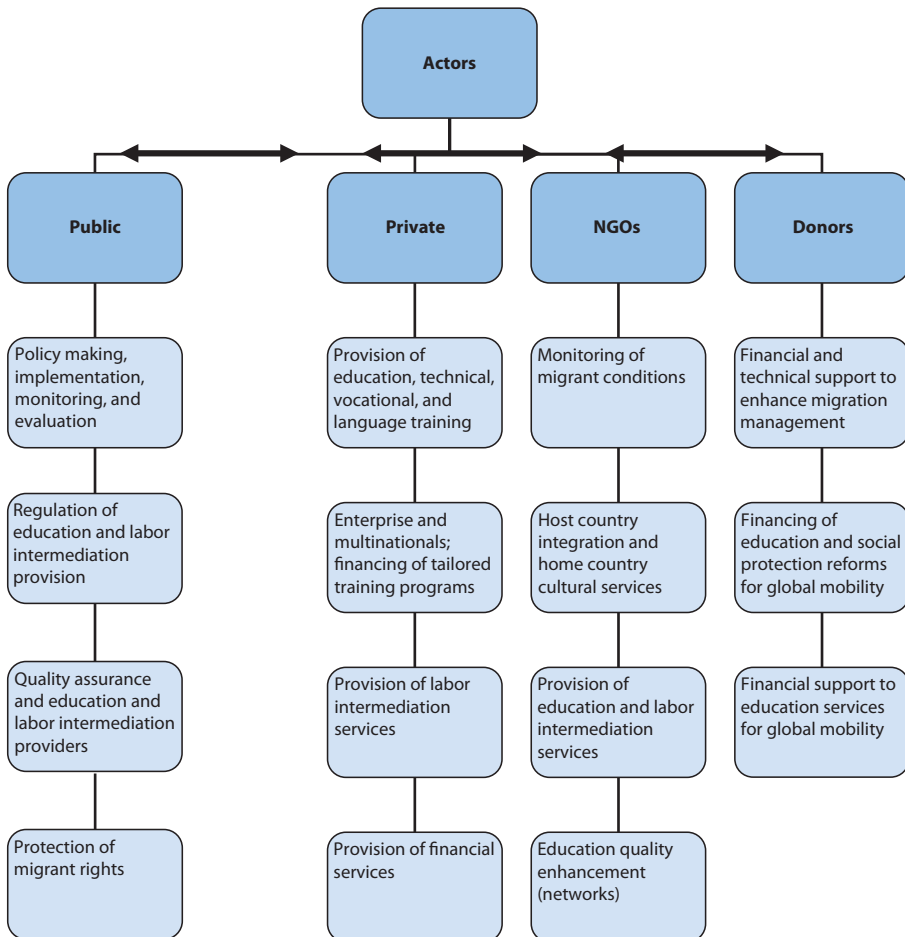 Actors
Public
Private
NGOs
Donors
Policy making,
implementation,
monitoring, and
evaluation
Provision of
education, technical,
vocational, and
language training
Monitoring of
migrant conditions
Financial and
technical support to
enhance migration
management
Regulation of
education and labor
intermediation
provision
Enterprise and
multinationals;
financing of tailored
training programs
Host country
integration and
home country
cultural services
Financing of
education and social
protection reforms
for global mobility
Quality assurance
and education and
labor intermediation
providers
Provision of labor
intermediation
services
Provision of
education and labor
intermediation
services
Financial support to
education services
for global mobility
Protection of
migrant rights
Provision of financial
services
Education quality
enhancement
(networks)